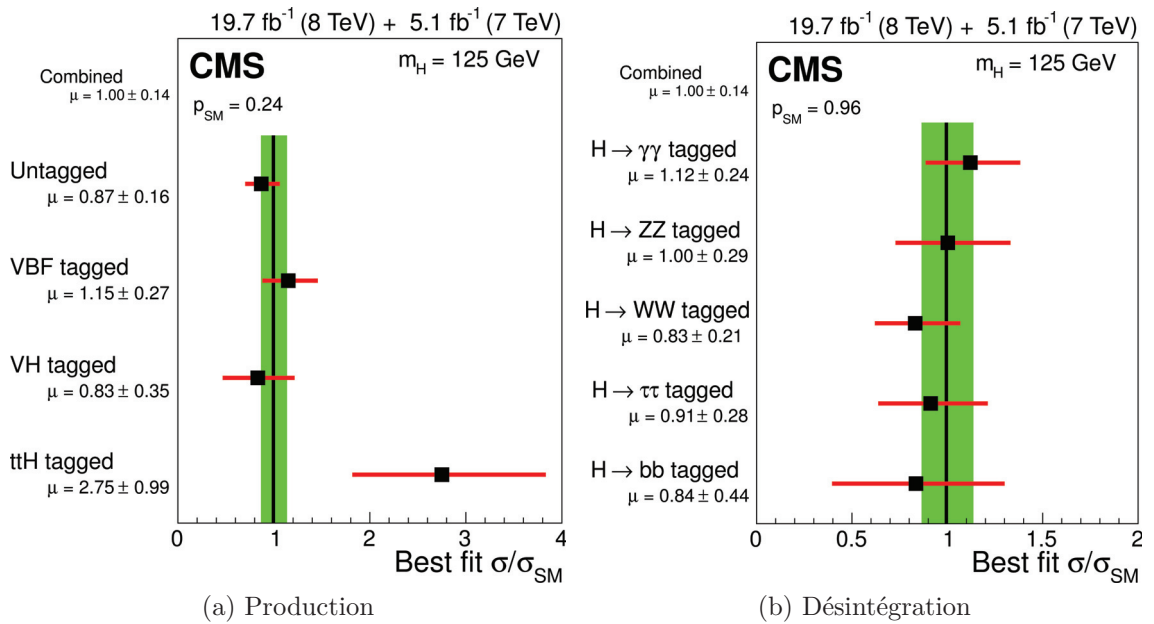 19.7 fb⁻¹ (8 TeV) + 5.1 fb⁻¹ (7 TeV)
CMS
m_H = 125 GeV
Combined
μ = 1.00 ± 0.14
p_SM = 0.24
Untagged
μ = 0.87 ± 0.16
VBF tagged
μ = 1.15 ± 0.27
VH tagged
μ = 0.83 ± 0.35
ttH tagged
μ = 2.75 ± 0.99
0 1 2 3 4
Best fit σ/σ_SM
(a) Production
19.7 fb⁻¹ (8 TeV) + 5.1 fb⁻¹ (7 TeV)
CMS
m_H = 125 GeV
Combined
μ = 1.00 ± 0.14
p_SM = 0.96
H → γγ tagged
μ = 1.12 ± 0.24
H → ZZ tagged
μ = 1.00 ± 0.29
H → WW tagged
μ = 0.83 ± 0.21
H → ττ tagged
μ = 0.91 ± 0.28
H → bb tagged
μ = 0.84 ± 0.44
0 0.5 1 1.5 2
Best fit σ/σ_SM
(b) Désintégration